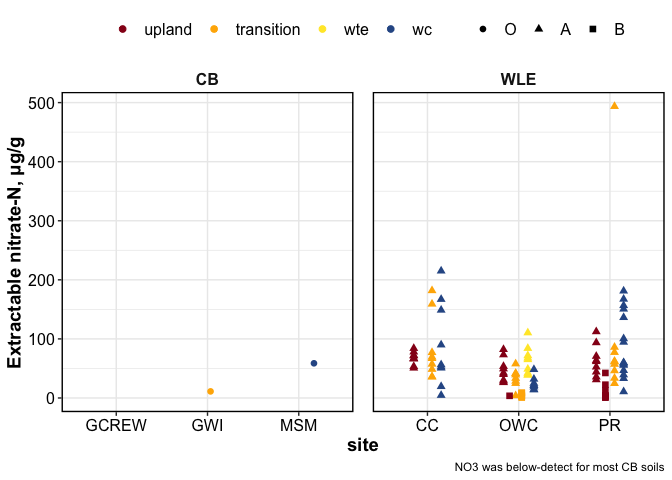 upland transition wte wc O A B
CB WLE
Extractable nitrate-N, µg/g
500
400
300
200
100
0
GCREW GWI MSM CC OWC PR
site
NO3 was below-detect for most CB soils